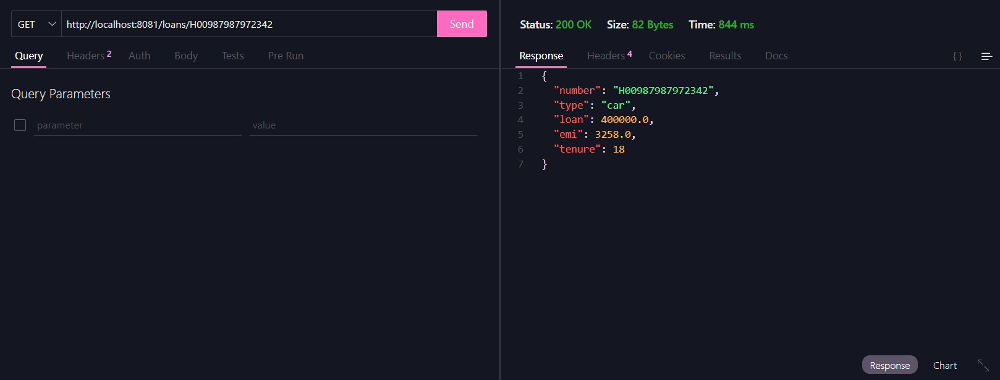 GET http://localhost:8081/loans/H00987987972342 Send
Query Headers 2 Auth Body Tests Pre Run
Query Parameters
parameter value
Status: 200 OK Size: 82 Bytes Time: 844 ms
Response Headers 4 Cookies Results Docs { }
1 {
2 "number": "H00987987972342",
3 "type": "car",
4 "loan": 400000.0,
5 "emi": 3258.0,
6 "tenure": 18
7 }
Response Chart